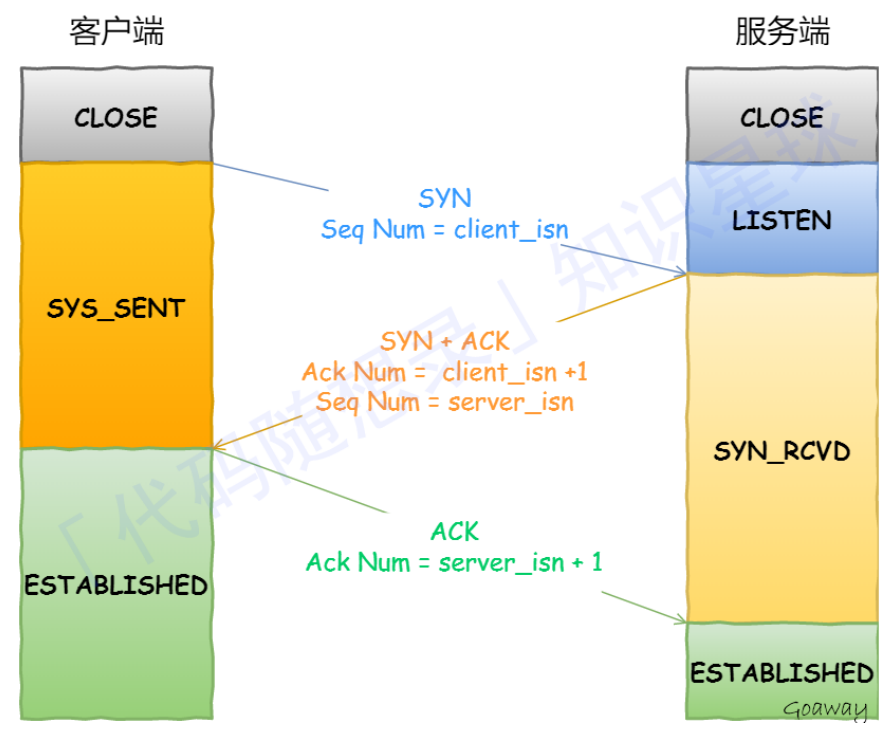 客户端
服务端
CLOSE
CLOSE
SYN
Seq Num = client_isn
LISTEN
SYS_SENT
SYN + ACK
Ack Num = client_isn +1
Seq Num = server_isn
SYN_RCVD
ACK
Ack Num = server_isn + 1
ESTABLISHED
ESTABLISHED
Goaway
「代码随想录」知识星球